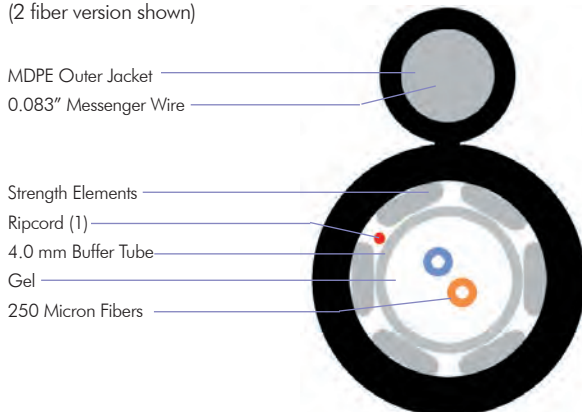 (2 fiber version shown)
MDPE Outer Jacket
0.083" Messenger Wire
Strength Elements
Ripcord (1)
4.0 mm Buffer Tube
Gel
250 Micron Fibers